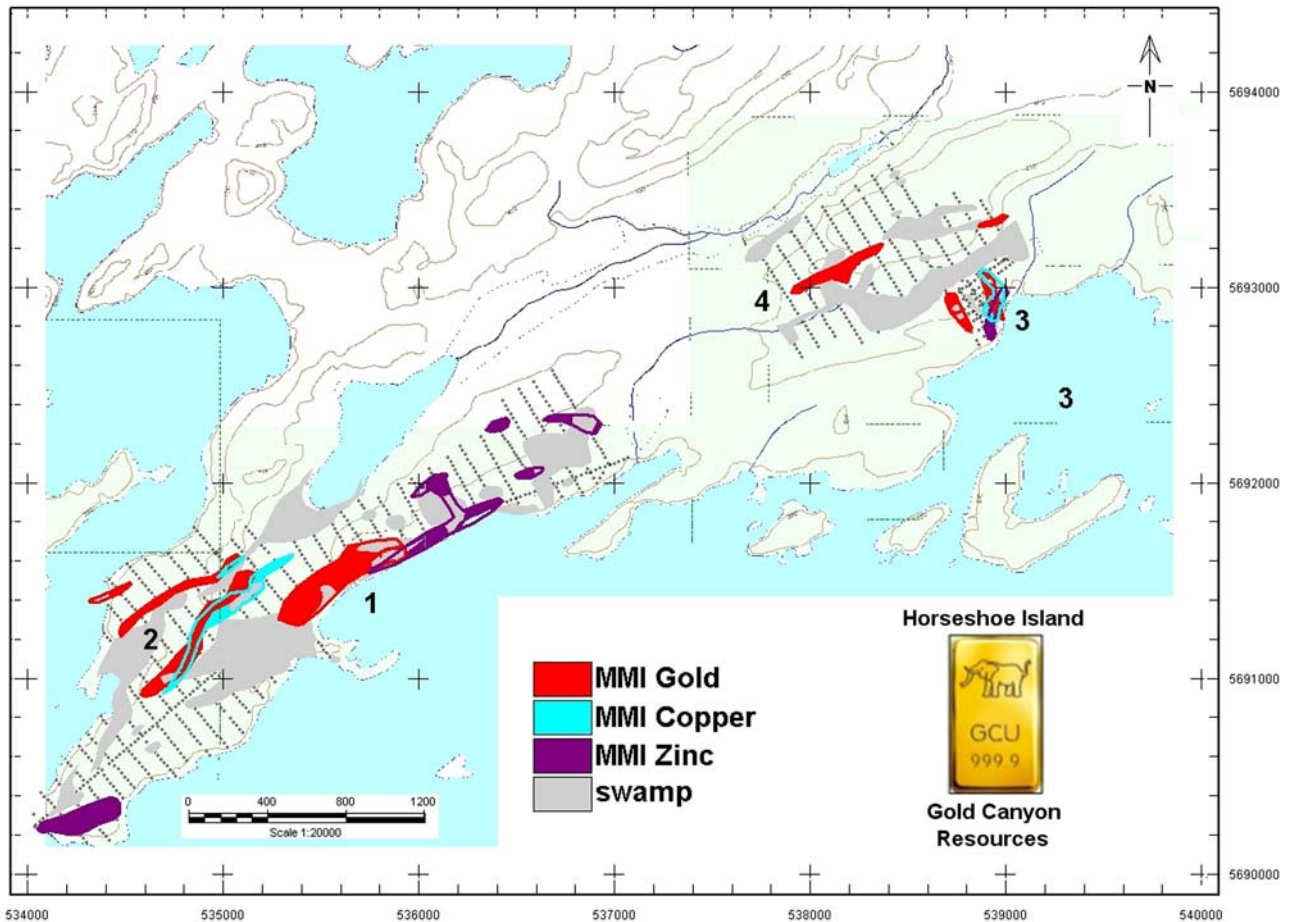 N
5694000
4
5693000
3
3
5692000
1
2
Horseshoe Island
MMI Gold
MMI Copper
MMI Zinc
swamp
GCU
999.9
5691000
0 400 800 1200
Scale 1:20000
Gold Canyon
Resources
5690000
534000 535000 536000 537000 538000 539000 540000